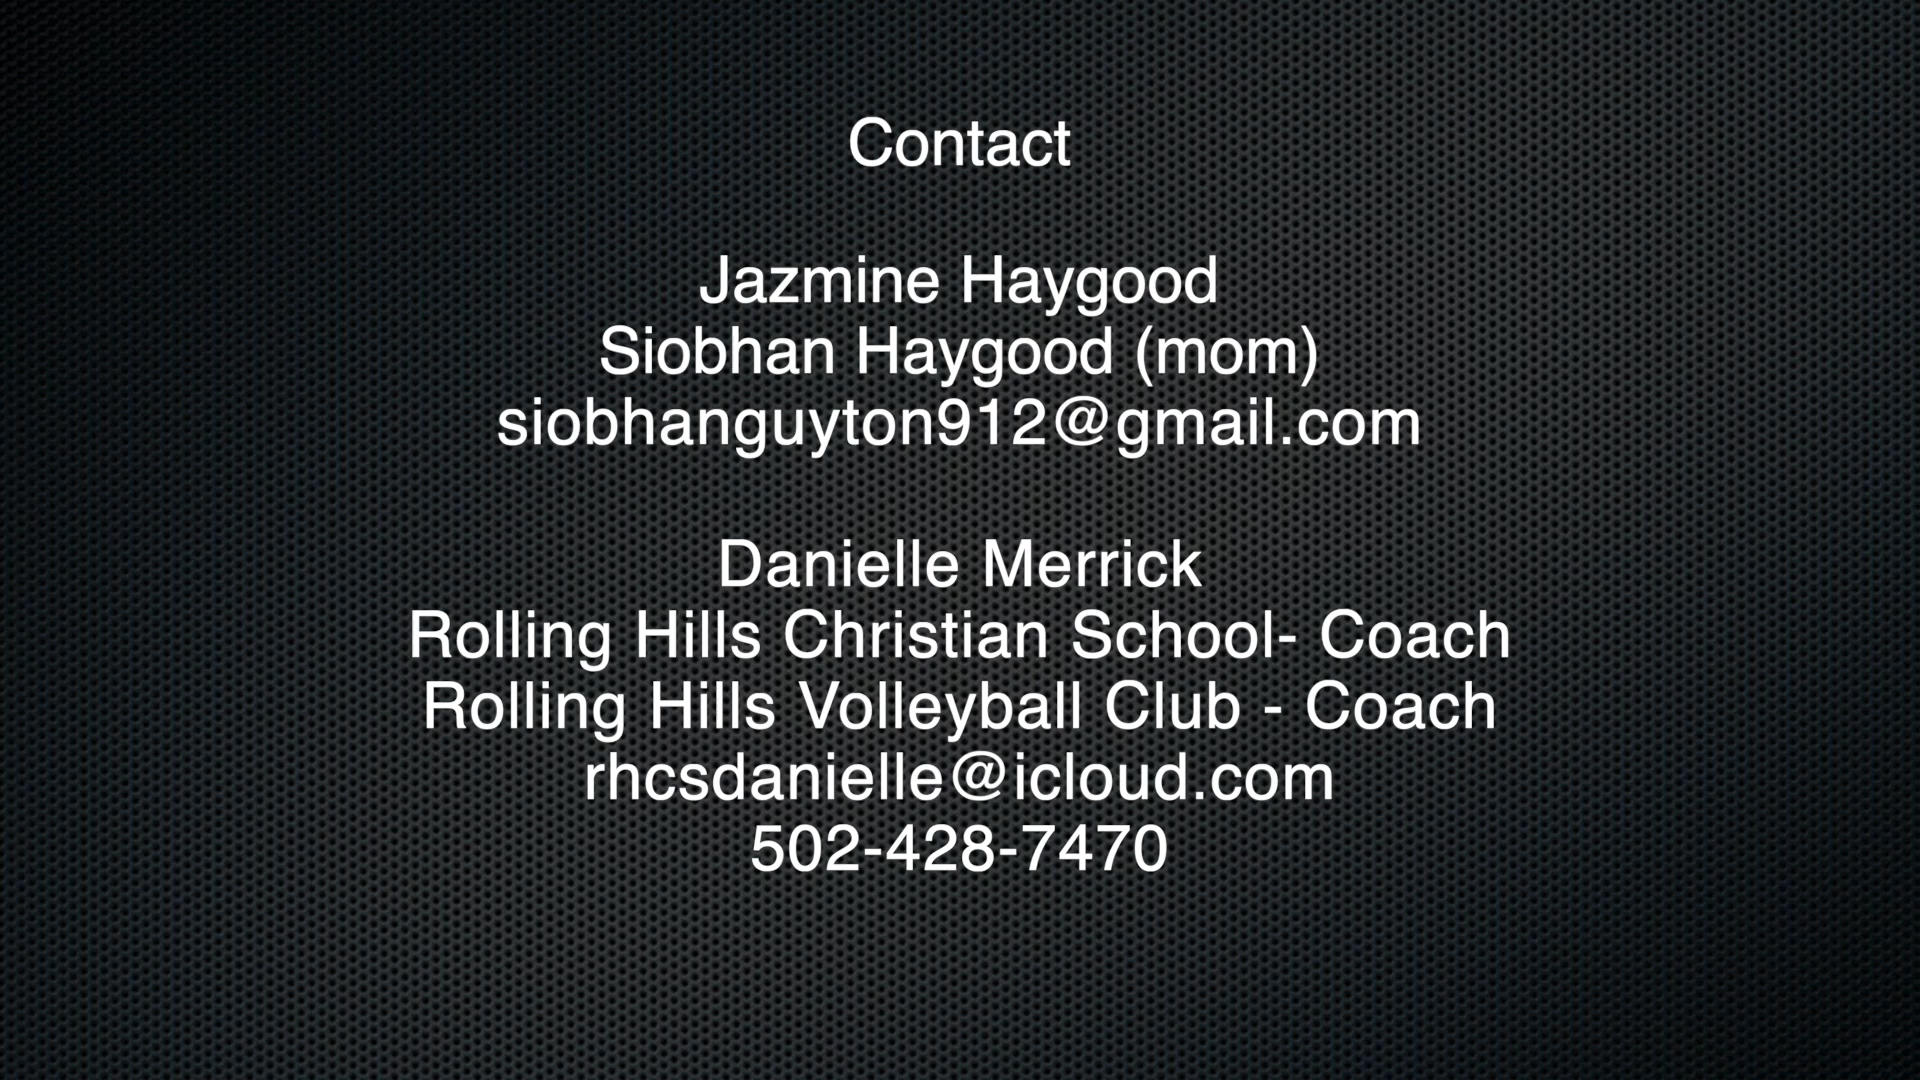 Contact
Jazmine Haygood
Siobhan Haygood (mom)
siobhanguyton912@gmail.com
Danielle Merrick
Rolling Hills Christian School- Coach
Rolling Hills Volleyball Club - Coach
rhcsdanielle@icloud.com
502-428-7470